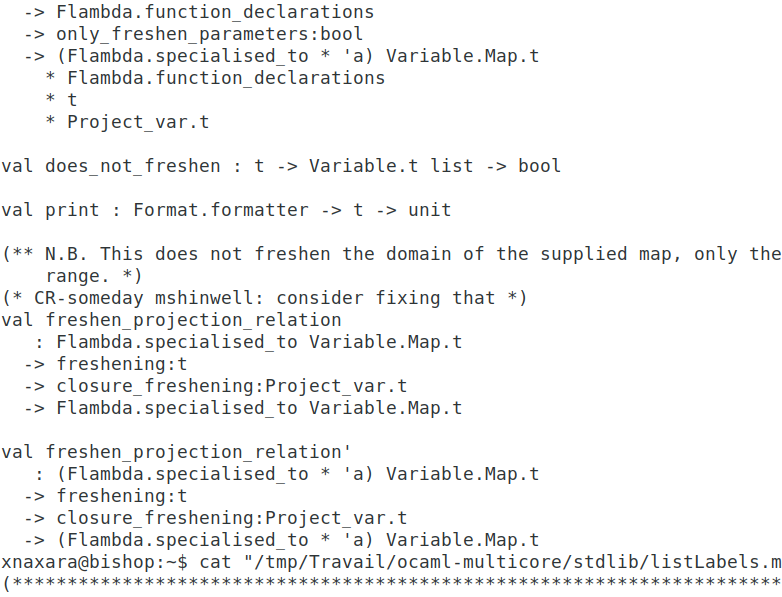 -> Flambda.function_declarations
-> only_freshen_parameters:bool
-> (Flambda.specialised_to * 'a) Variable.Map.t
* Flambda.function_declarations
* t
* Project_var.t
val does_not_freshen : t -> Variable.t list -> bool
val print : Format.formatter -> t -> unit
(** N.B. This does not freshen the domain of the supplied map, only the
range. *)
(* CR-someday mshinwell: consider fixing that *)
val freshen_projection_relation
: Flambda.specialised_to Variable.Map.t
-> freshening:t
-> closure_freshening:Project_var.t
-> Flambda.specialised_to Variable.Map.t
val freshen_projection_relation'
: (Flambda.specialised_to * 'a) Variable.Map.t
-> freshening:t
-> closure_freshening:Project_var.t
-> (Flambda.specialised_to * 'a) Variable.Map.t
xnaxara@bishop:~$ cat "/tmp/Travail/ocaml-multicore/stdlib/listLabels.m
(**********************************************************************